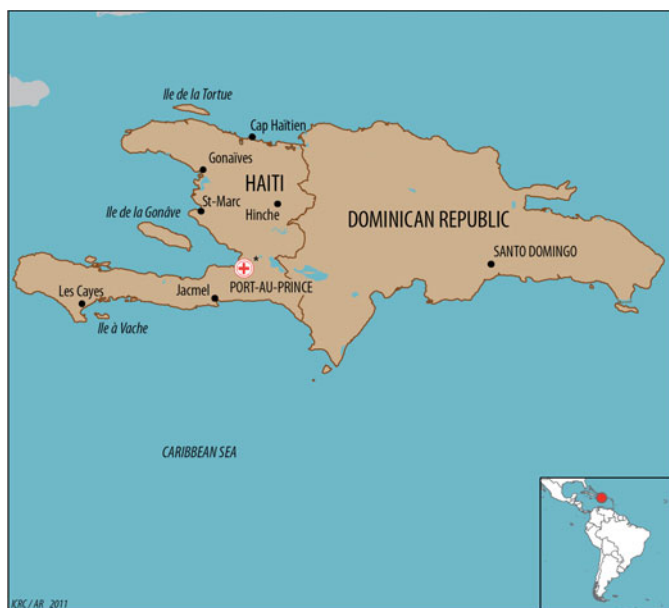 Ile de la Tortue
Cap Haïtien
Gonaïves
HAITI
St-Marc
Hinche
Ile de la Gonâve
DOMINICAN REPUBLIC
SANTO DOMINGO
PORT-AU-PRINCE
Les Cayes
Jacmel
Ile à Vache
CARIBBEAN SEA
ICRC / AR 2011